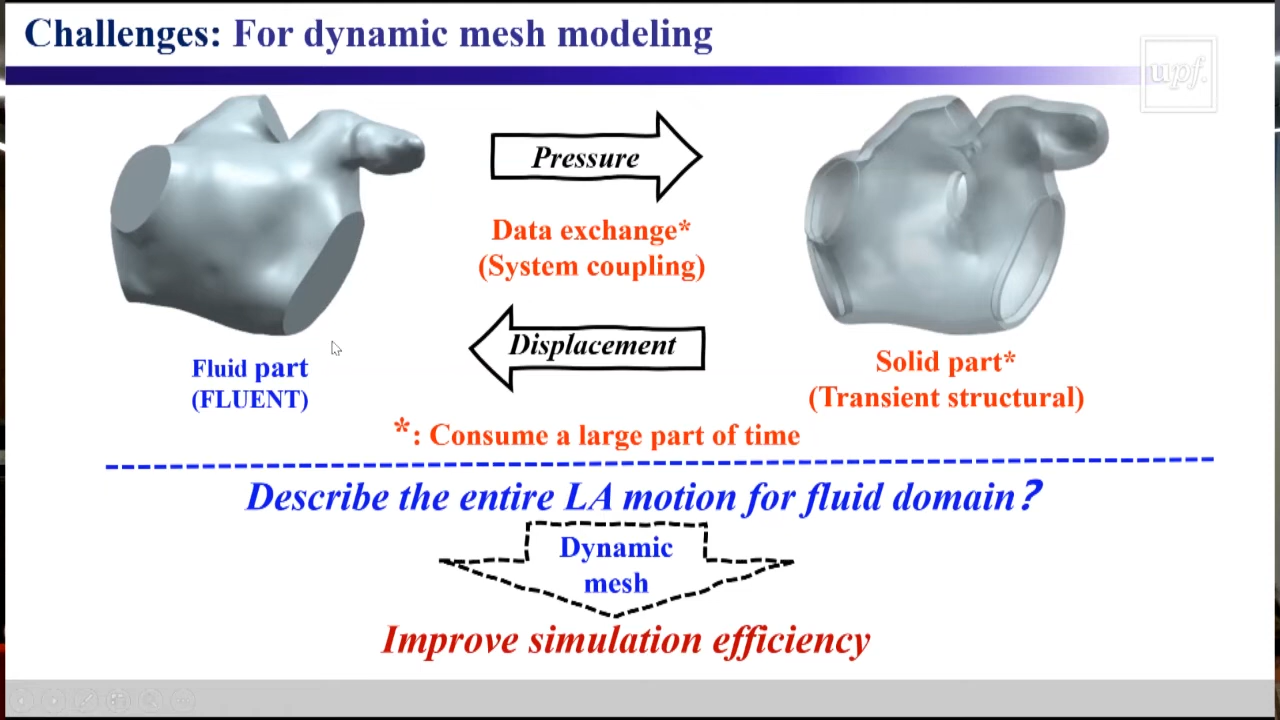 Challenges: For dynamic mesh modeling
upf.
Pressure
Data exchange*
(System coupling)
Displacement
Fluid part
(FLUENT)
Solid part*
(Transient structural)
*: Consume a large part of time
Describe the entire LA motion for fluid domain?
Dynamic
mesh
Improve simulation efficiency